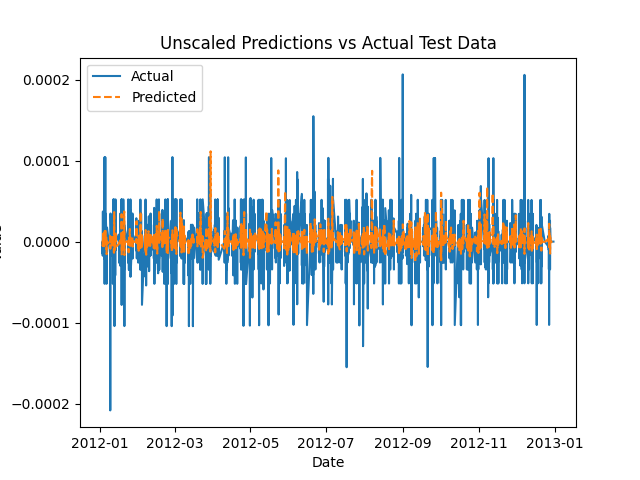 Unscaled Predictions vs Actual Test Data
Actual
Predicted
0.0002
0.0001
0.0000
−0.0001
−0.0002
2012-01 2012-03 2012-05 2012-07 2012-09 2012-11 2013-01
Date